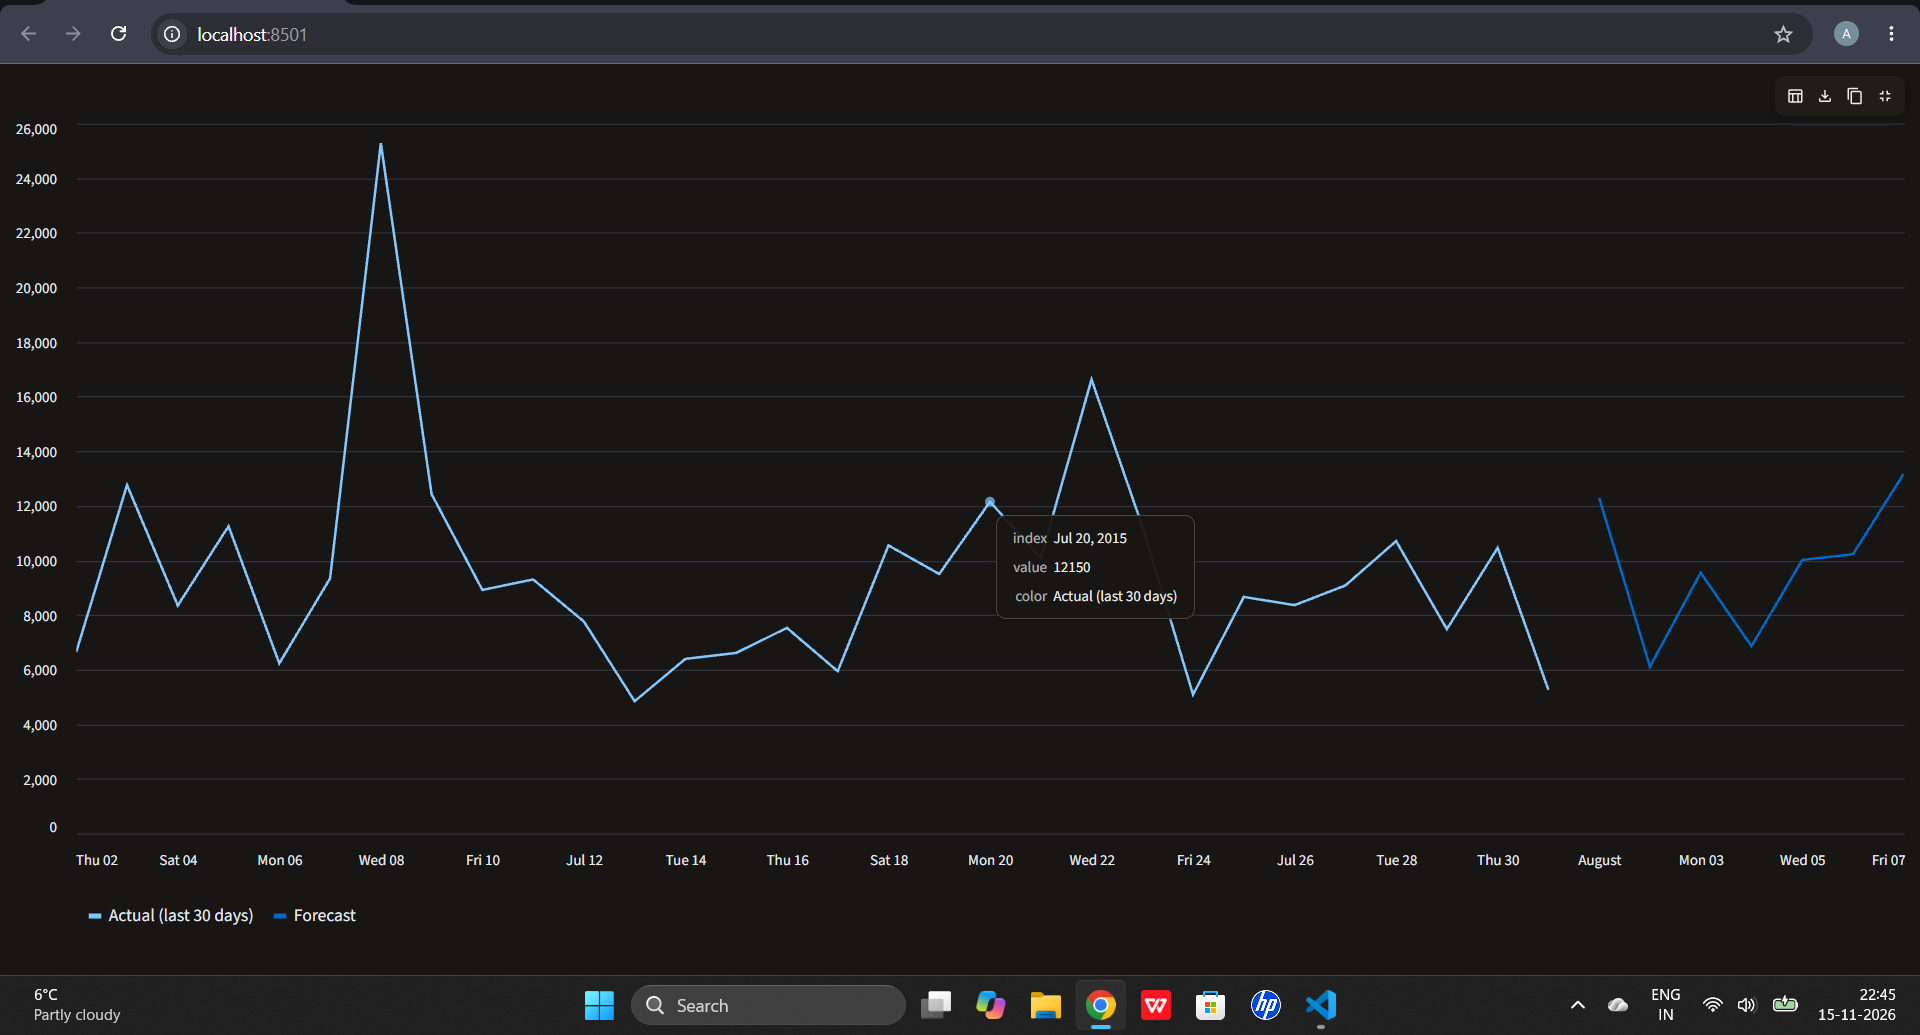 localhost:8501
A
26,000
24,000
22,000
20,000
18,000
16,000
14,000
12,000
10,000
8,000
6,000
4,000
2,000
0
index Jul 20, 2015
value 12150
color Actual (last 30 days)
Thu 02 Sat 04 Mon 06 Wed 08 Fri 10 Jul 12 Tue 14 Thu 16 Sat 18 Mon 20 Wed 22 Fri 24 Jul 26 Tue 28 Thu 30 August Mon 03 Wed 05 Fri 07
Actual (last 30 days) Forecast
6°C
Partly cloudy
Search
W
hp
ENG
IN
22:45
15-11-2026